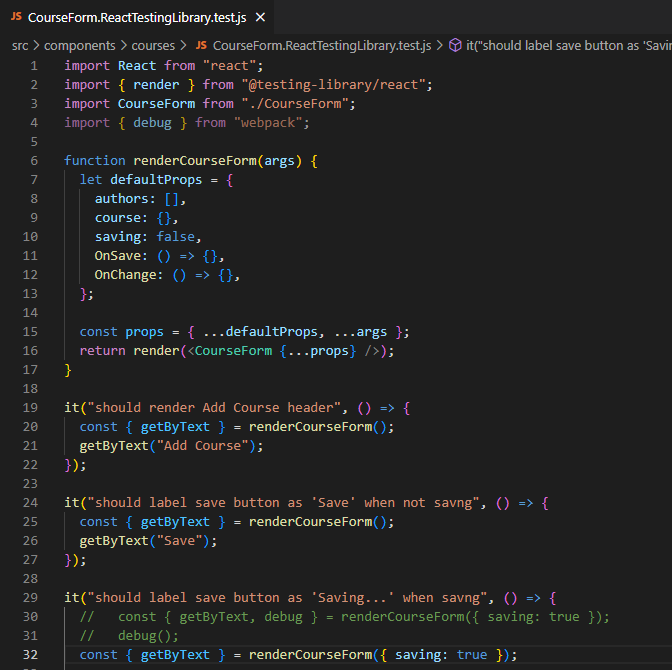 JS CourseForm.ReactTestingLibrary.test.js ×
src > components > courses > JS CourseForm.ReactTestingLibrary.test.js > it("should label save button as 'Savin
1 import React from "react";
2 import { render } from "@testing-library/react";
3 import CourseForm from "./CourseForm";
4 import { debug } from "webpack";
5
6 function renderCourseForm(args) {
7   let defaultProps = {
8     authors: [],
9     course: {},
10     saving: false,
11     OnSave: () => {},
12     OnChange: () => {},
13   };
14
15   const props = { ...defaultProps, ...args };
16   return render(<CourseForm {...props} />);
17 }
18
19 it("should render Add Course header", () => {
20   const { getByText } = renderCourseForm();
21   getByText("Add Course");
22 });
23
24 it("should label save button as 'Save' when not savng", () => {
25   const { getByText } = renderCourseForm();
26   getByText("Save");
27 });
28
29 it("should label save button as 'Saving...' when savng", () => {
30   //   const { getByText, debug } = renderCourseForm({ saving: true });
31   //   debug();
32   const { getByText } = renderCourseForm({ saving: true });